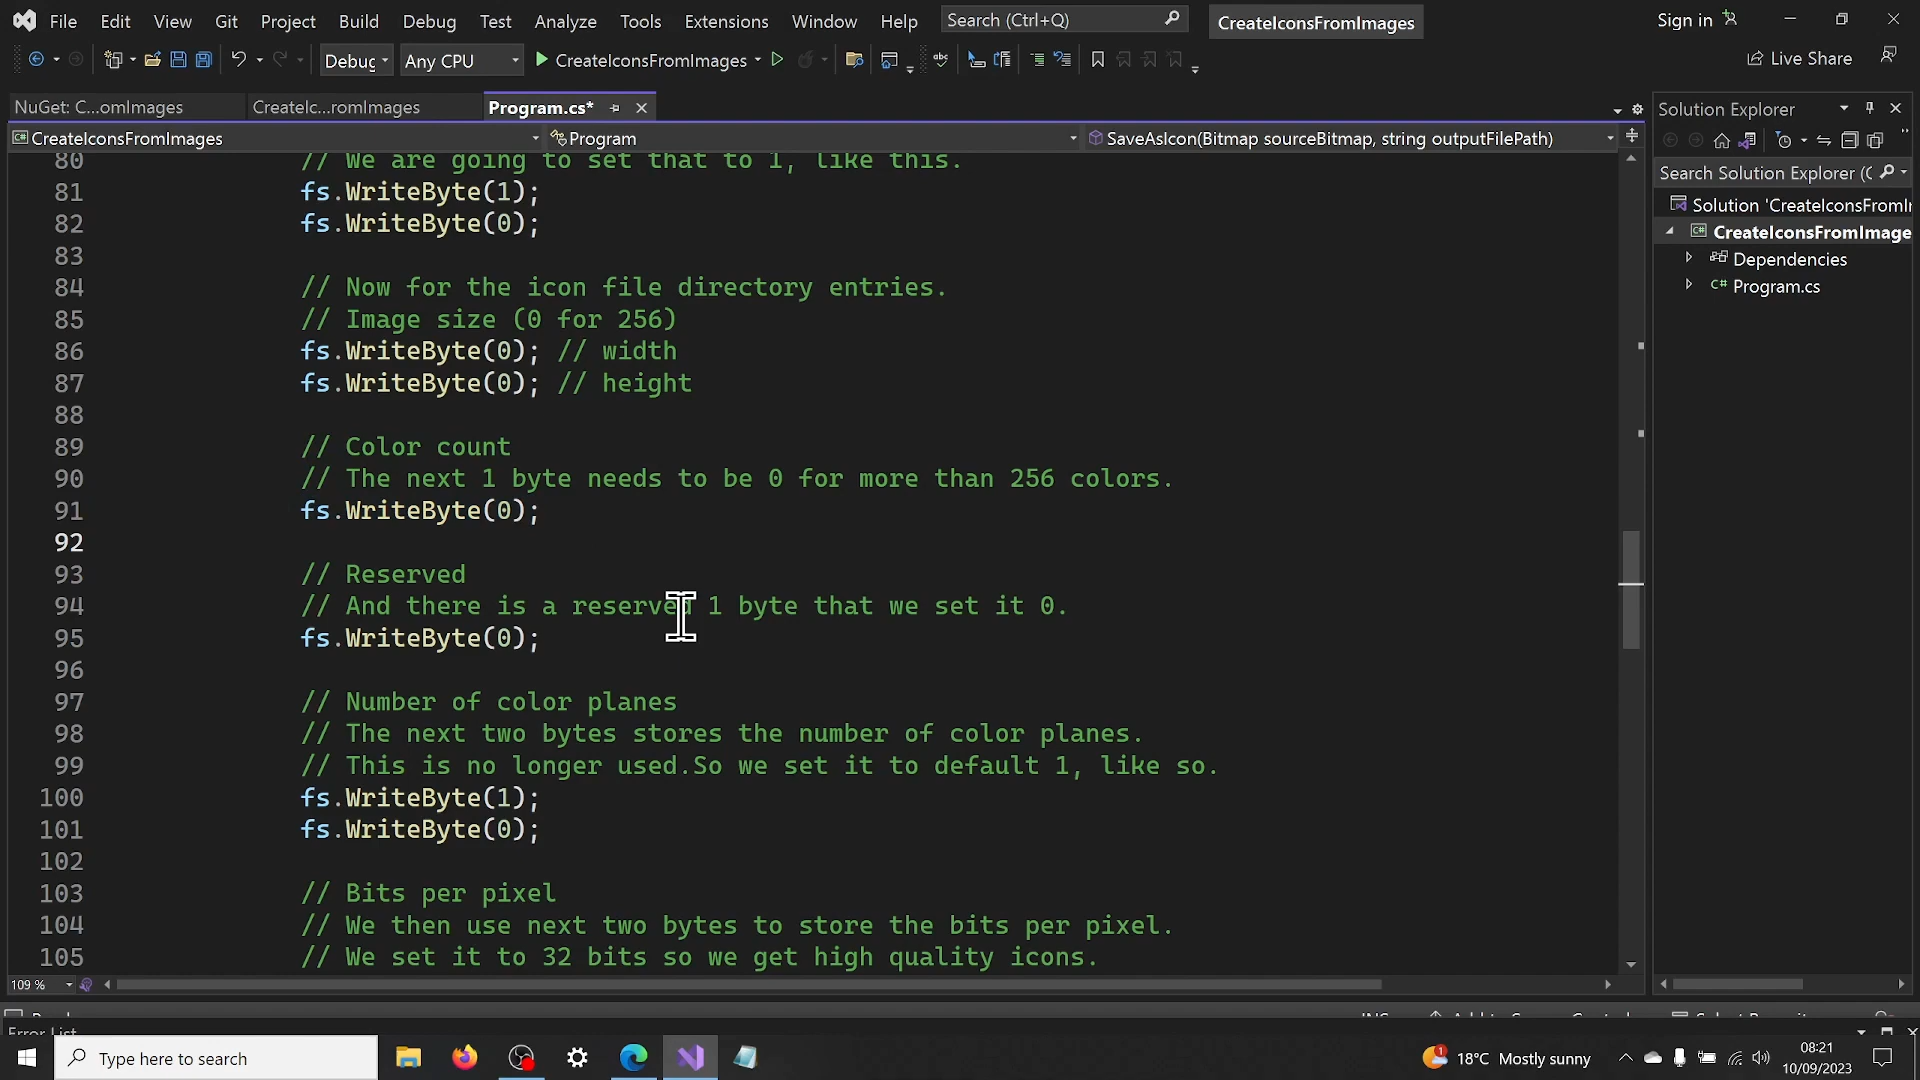 File Edit View Git Project Build Debug Test Analyze Tools Extensions Window Help Search (Ctrl+Q) CreateIconsFromImages Sign in
Debug Any CPU CreateIconsFromImages Live Share
NuGet: C...omImages CreateIc...romImages Program.cs*
CreateIconsFromImages Program SaveAsIcon(Bitmap sourceBitmap, string outputFilePath)
80 // We are going to set that to 1, like this.
81 fs.WriteByte(1);
82 fs.WriteByte(0);
83
84 // Now for the icon file directory entries.
85 // Image size (0 for 256)
86 fs.WriteByte(0); // width
87 fs.WriteByte(0); // height
88
89 // Color count
90 // The next 1 byte needs to be 0 for more than 256 colors.
91 fs.WriteByte(0);
92
93 // Reserved
94 // And there is a reserved 1 byte that we set it 0.
95 fs.WriteByte(0);
96
97 // Number of color planes
98 // The next two bytes stores the number of color planes.
99 // This is no longer used.So we set it to default 1, like so.
100 fs.WriteByte(1);
101 fs.WriteByte(0);
102
103 // Bits per pixel
104 // We then use next two bytes to store the bits per pixel.
105 // We set it to 32 bits so we get high quality icons.
109 %
Solution Explorer
Search Solution Explorer (C
Solution 'CreateIconsFromI
CreateIconsFromImage
Dependencies
C# Program.cs
Error List
Type here to search
1 18°C Mostly sunny
08:21
10/09/2023